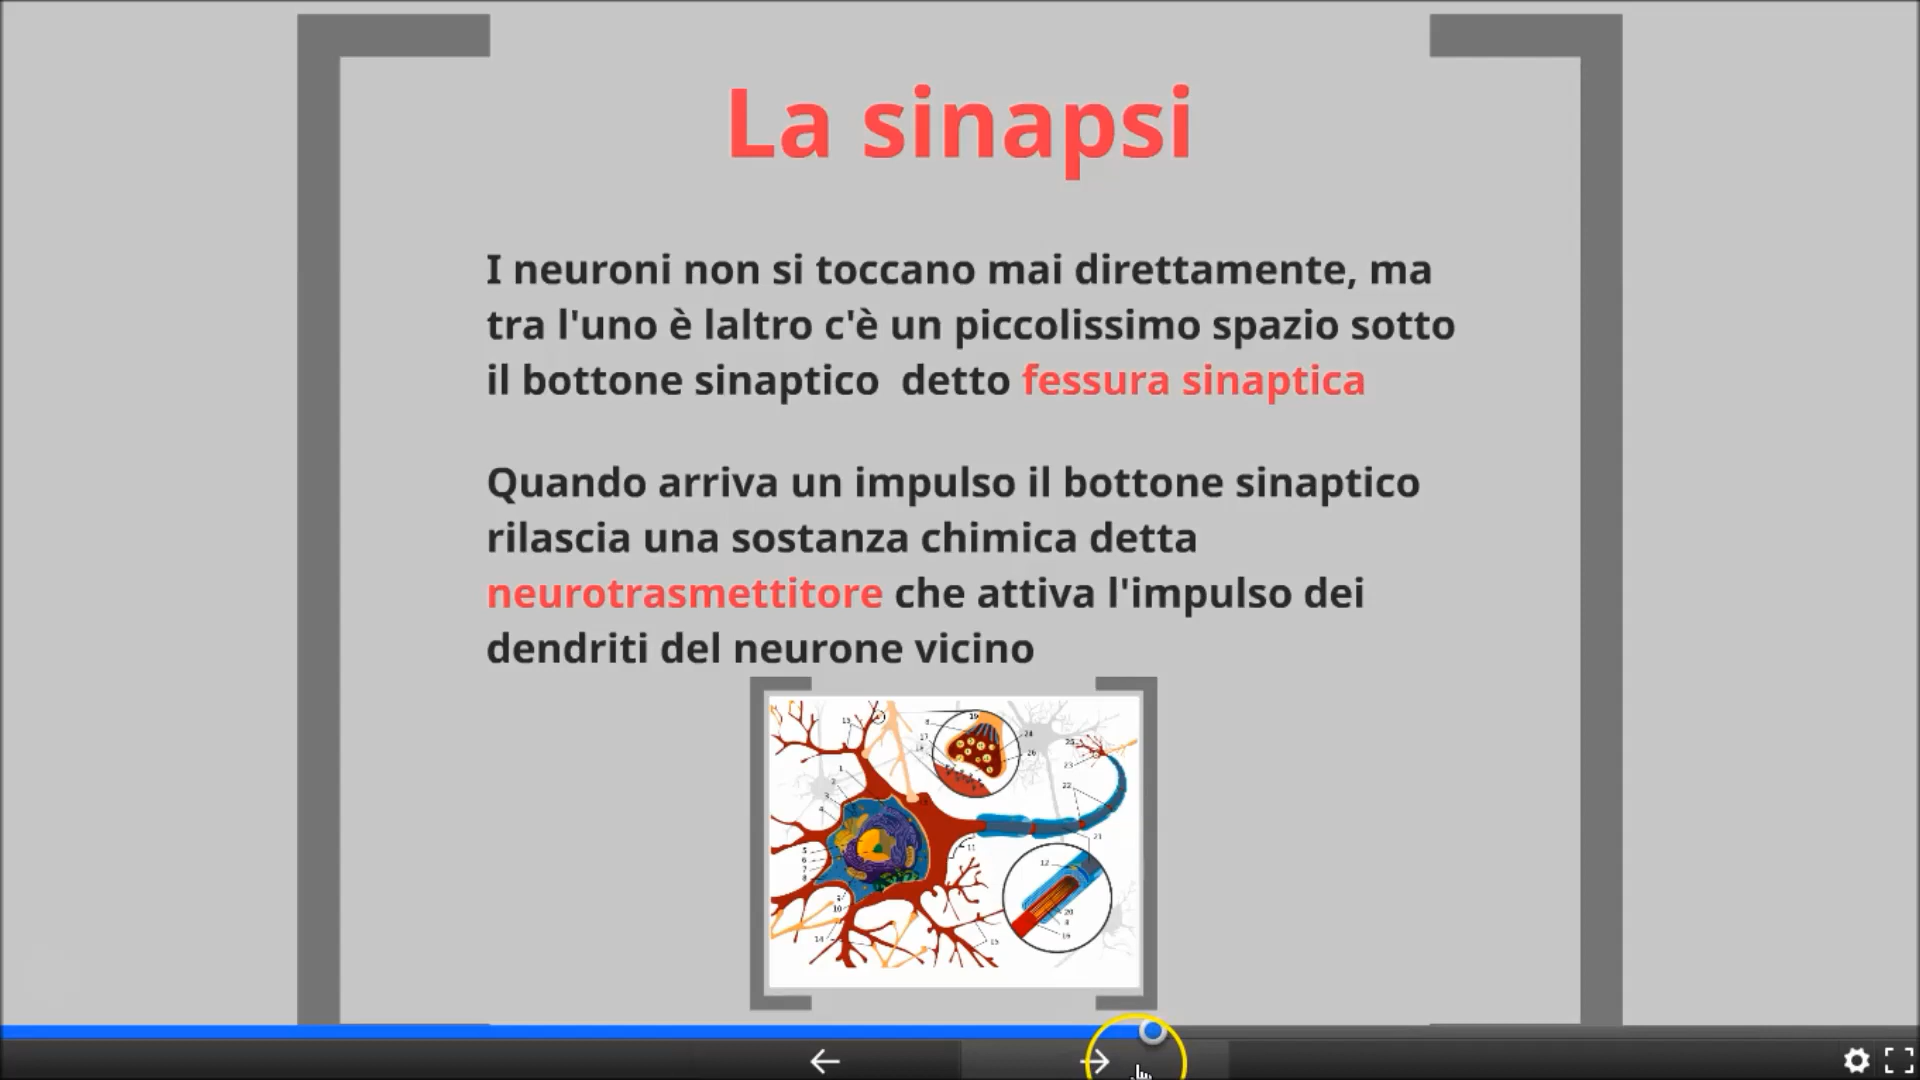 La sinapsi
I neuroni non si toccano mai direttamente, ma
tra l'uno è laltro c'è un piccolissimo spazio sotto
il bottone sinaptico detto fessura sinaptica
Quando arriva un impulso il bottone sinaptico
rilascia una sostanza chimica detta
neurotrasmettitore che attiva l'impulso dei
dendriti del neurone vicino